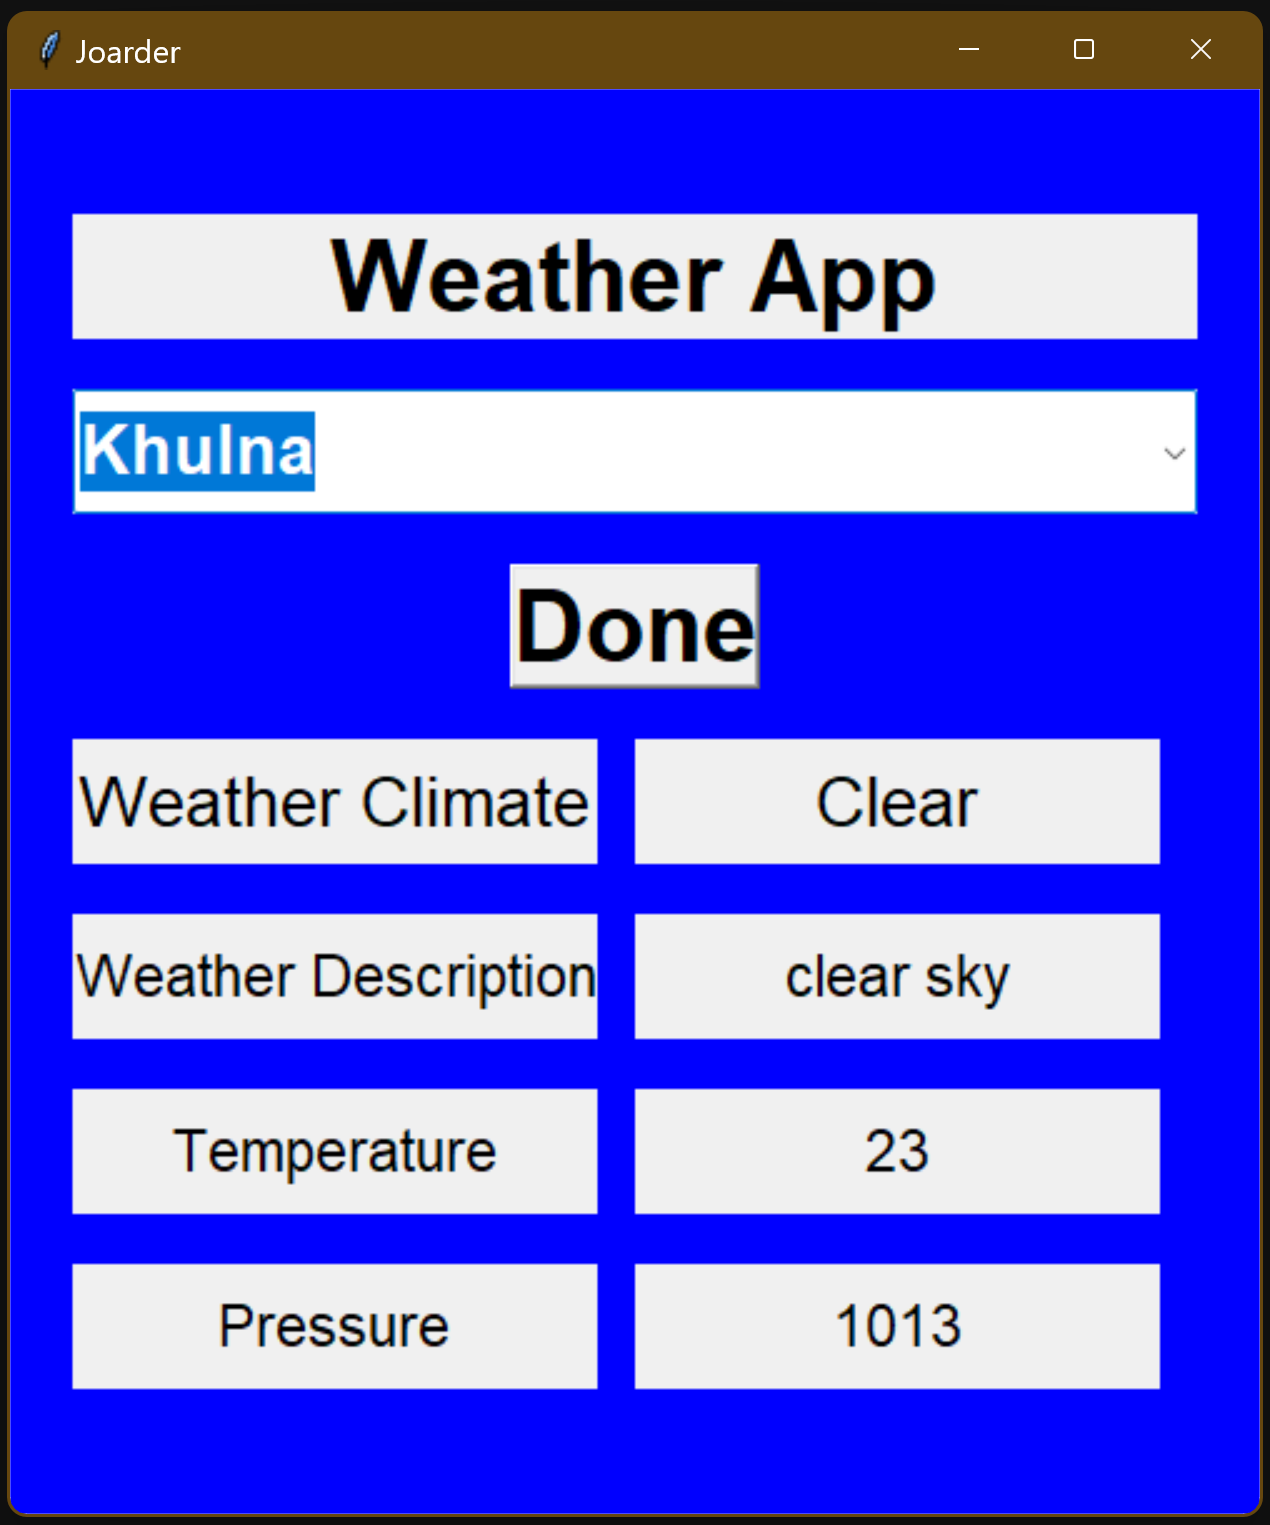 Joarder
Weather App
Khulna
Done
Weather Climate Clear
Weather Description clear sky
Temperature 23
Pressure 1013